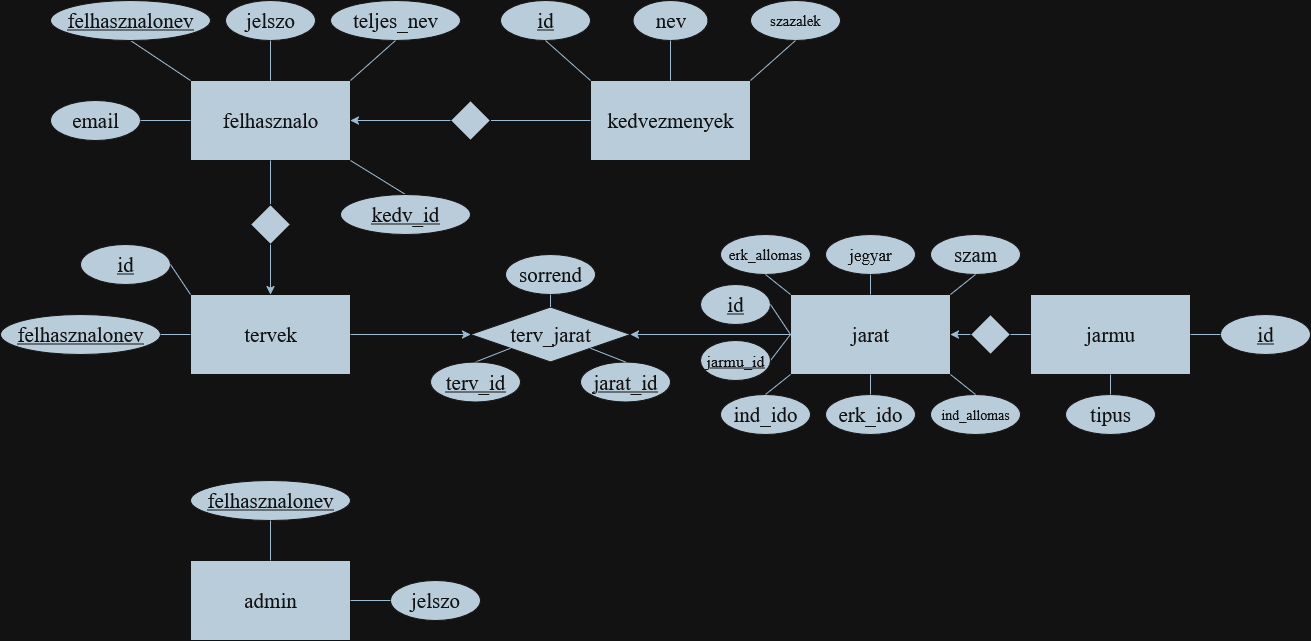 felhasznalonev
jelszo
teljes_nev
id
nev
szazalek
email
felhasznalo
kedvezmenyek
kedv_id
id
sorrend
erk_allomas
jegyar
szam
id
felhasznalonev
tervek
terv_jarat
jarat
jarmu
id
jarmu_id
terv_id
jarat_id
ind_ido
erk_ido
ind_allomas
tipus
felhasznalonev
admin
jelszo